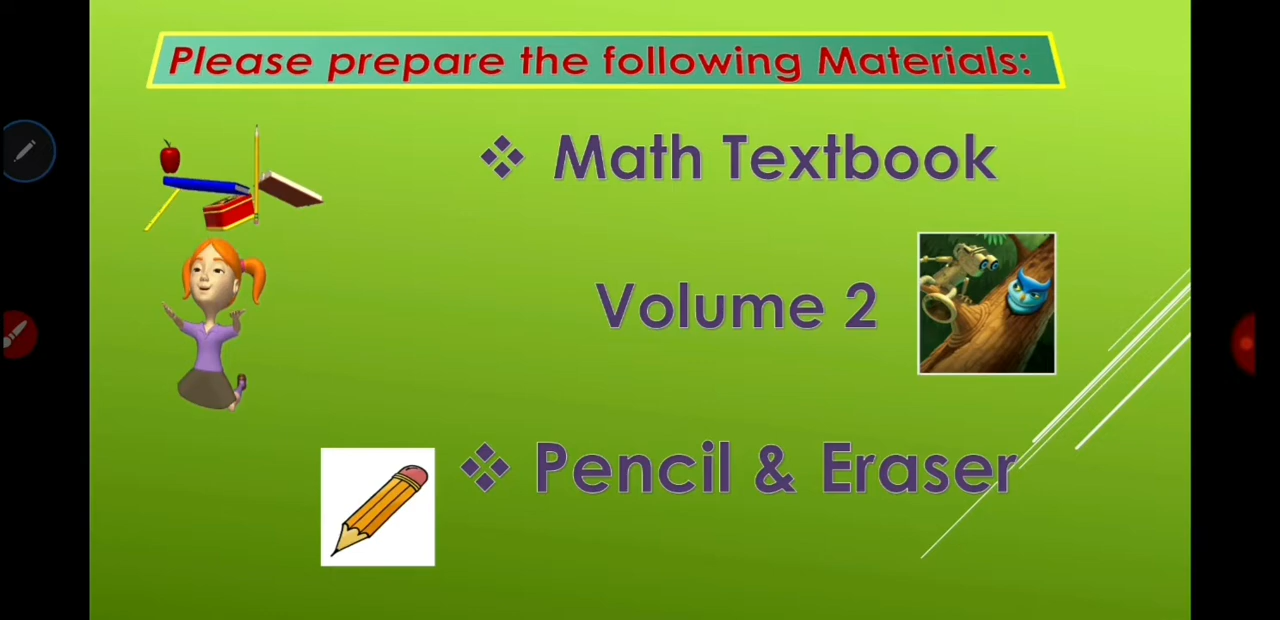 Please prepare the following Materials:
❖ Math Textbook
Volume 2
❖ Pencil & Eraser